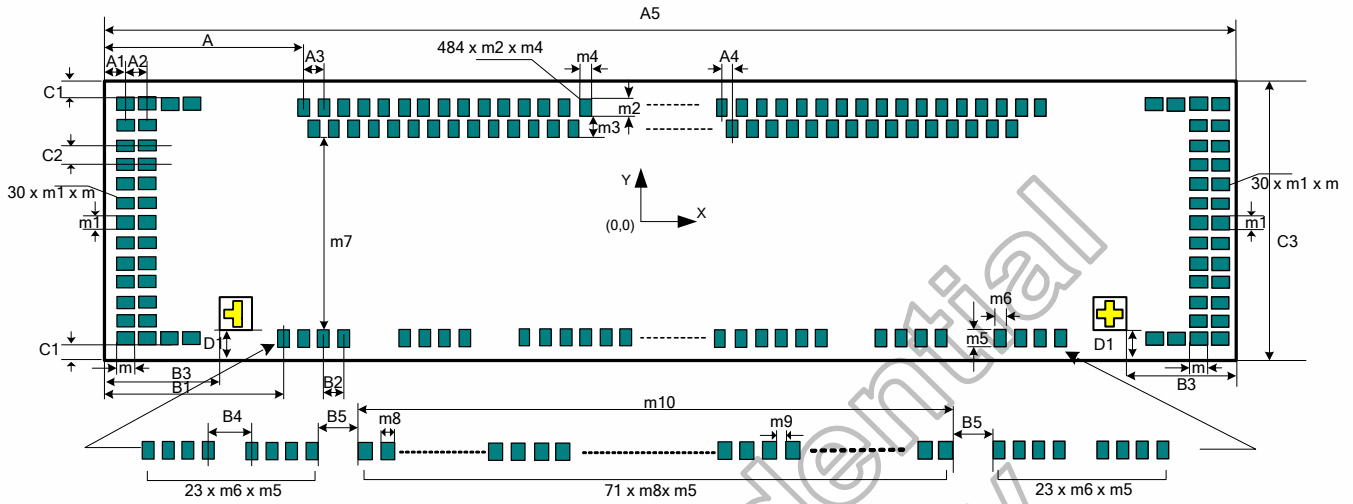 A5
A
484 x m2 x m4
m4
A3
A4
A1 A2
C1
m2
m3
C2
Y
30 x m1 x m
30 x m1 x m
X
(0,0)
m1
m1
m7
C3
m6
m5
D1
D1
C1
m
m
B3
B3
B1
B2
m10
B4
B5
m8
m9
B5
23 x m6 x m5
71 x m8x m5
23 x m6 x m5